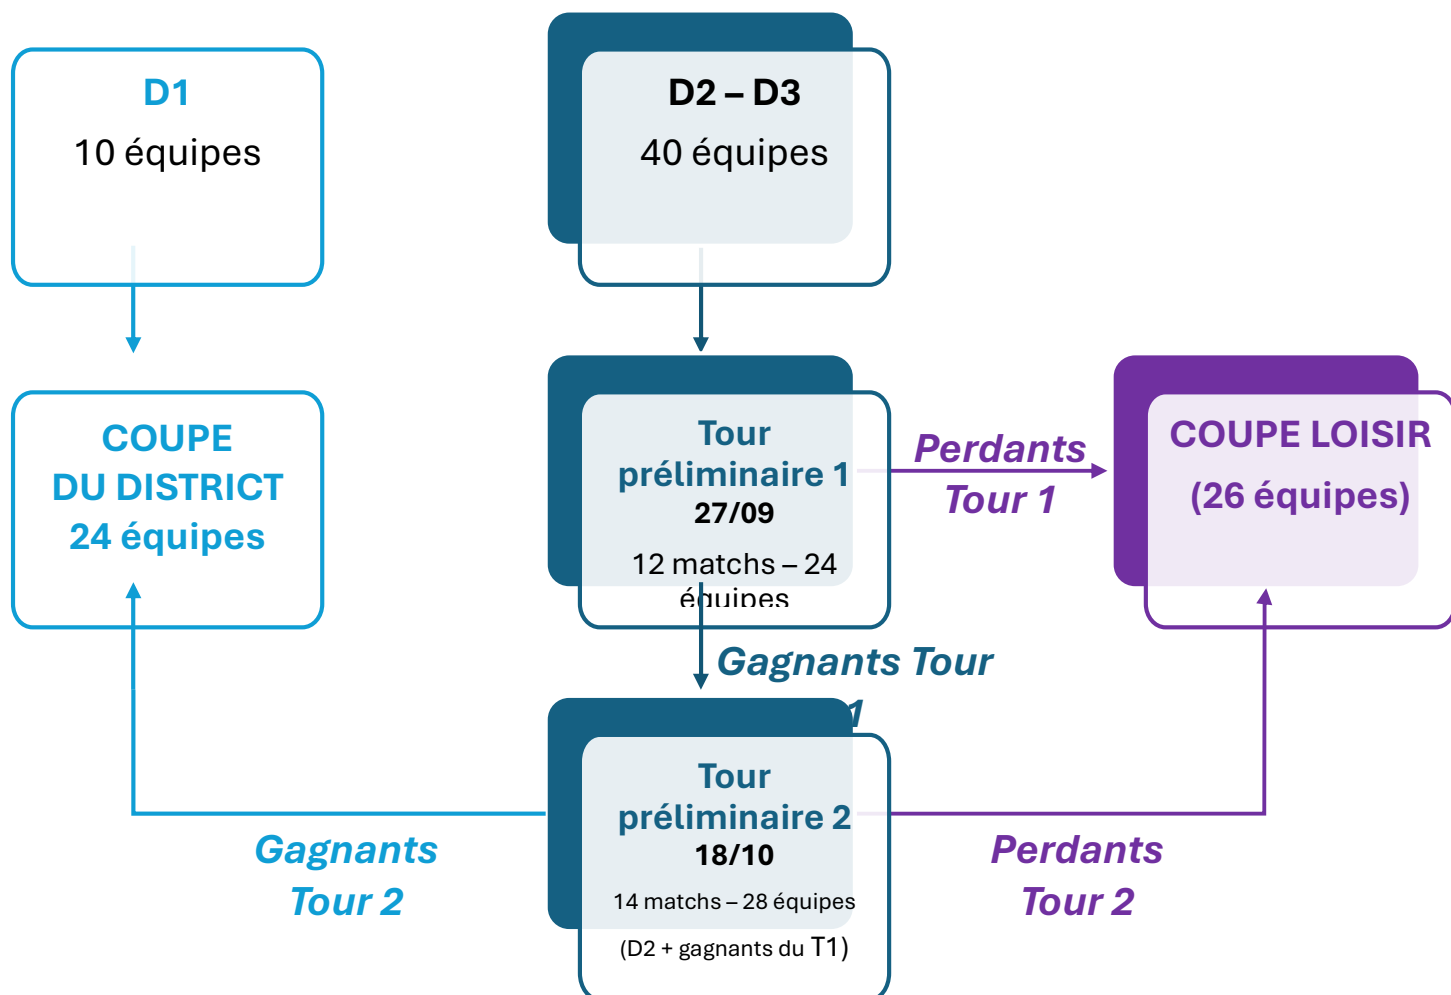 D1
10 équipes
D2 – D3
40 équipes
COUPE
DU DISTRICT
24 équipes
Tour
préliminaire 1
27/09
12 matchs – 24
équipes
Perdants
Tour 1
COUPE LOISIR
(26 équipes)
Gagnants Tour
1
Tour
préliminaire 2
18/10
14 matchs – 28 équipes
(D2 + gagnants du T1)
Gagnants
Tour 2
Perdants
Tour 2